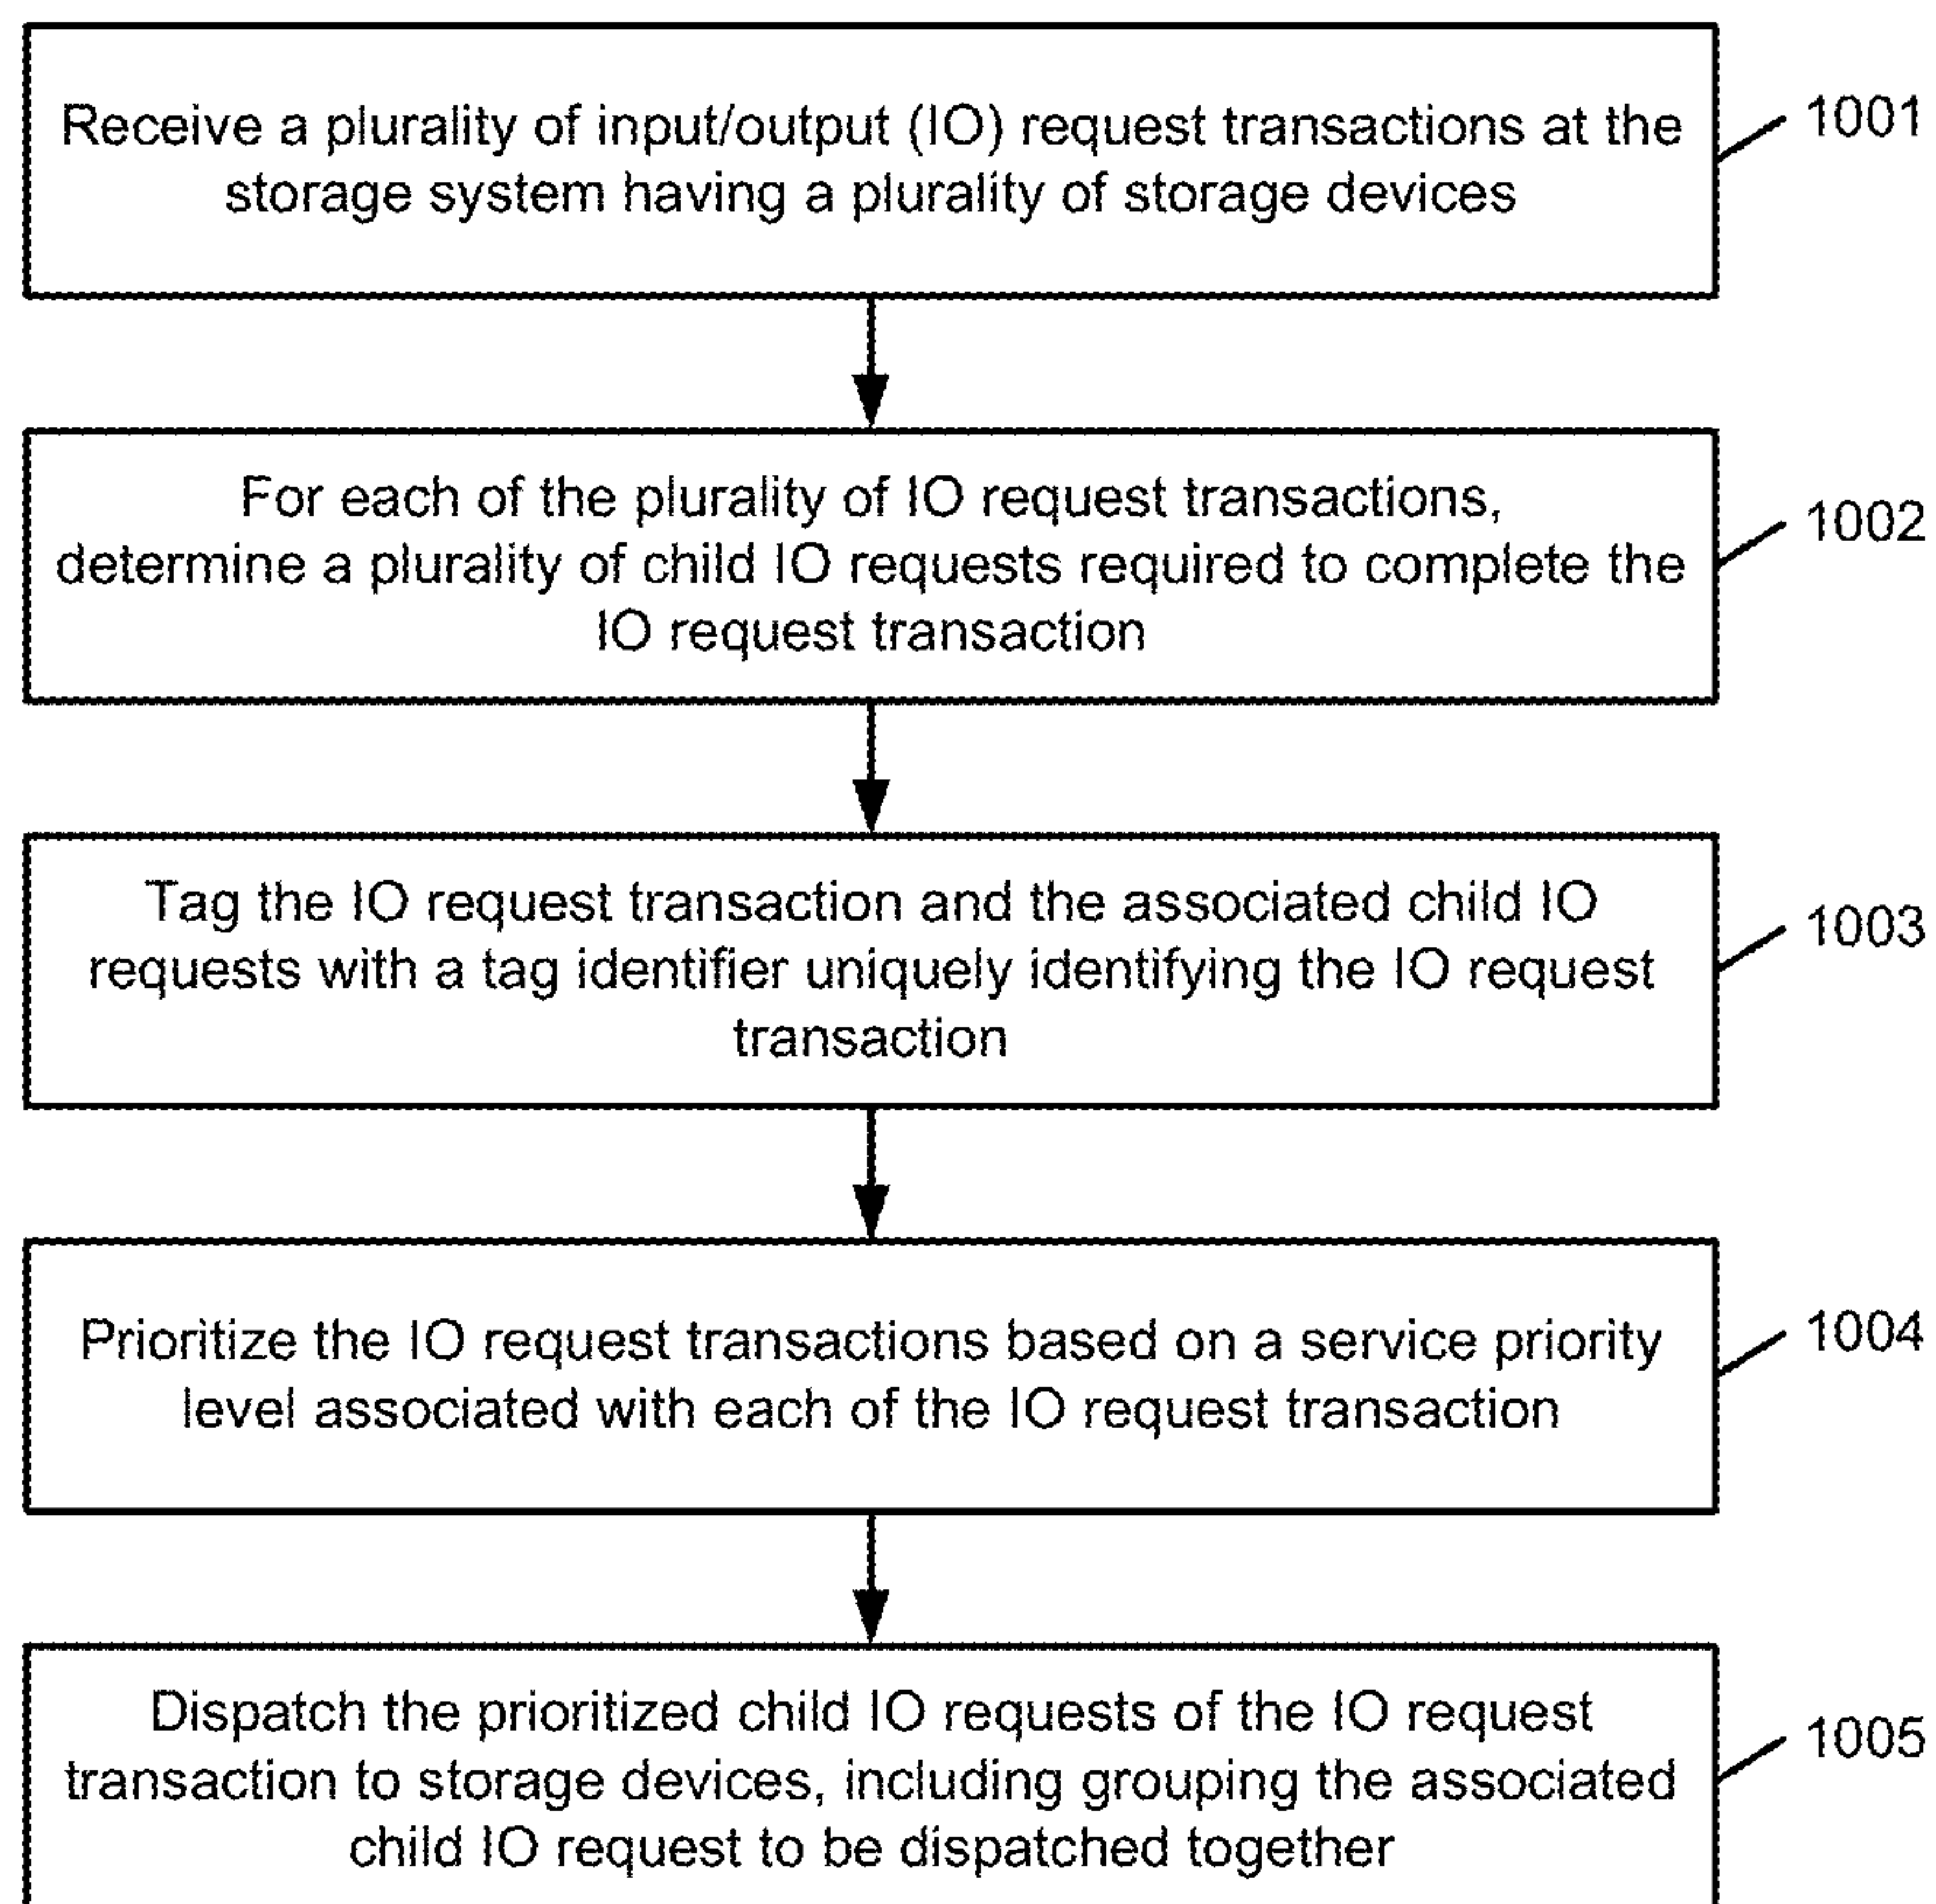 Receive a plurality of input/output (IO) request transactions at the
storage system having a plurality of storage devices
1001
For each of the plurality of IO request transactions,
determine a plurality of child IO requests required to complete the
IO request transaction
1002
Tag the IO request transaction and the associated child IO
requests with a tag identifier uniquely identifying the IO request
transaction
1003
Prioritize the IO request transactions based on a service priority
level associated with each of the IO request transaction
1004
Dispatch the prioritized child IO requests of the IO request
transaction to storage devices, including grouping the associated
child IO request to be dispatched together
1005